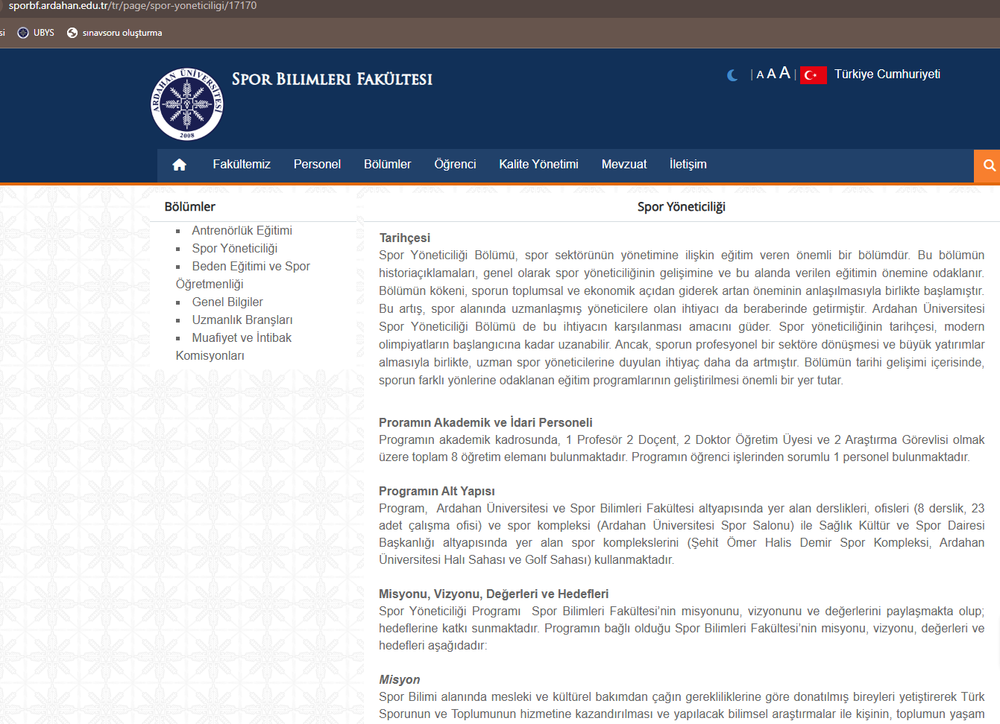 sporbf.ardahan.edu.tr/tr/page/spor-yoneticiligi/17170
si UBYS sınavsoru oluşturma
ARDAHAN ÜNİVERSİTESİ
2008
SPOR BILIMLERI FAKÜLTESI
| A A A | Türkiye Cumhuriyeti
Fakültemiz Personel Bölümler Öğrenci Kalite Yönetimi Mevzuat İletişim
Bölümler
Antrenörlük Eğitimi
Spor Yöneticiliği
Beden Eğitimi ve Spor
Öğretmenliği
Genel Bilgiler
Uzmanlık Branşları
Muafiyet ve İntibak
Komisyonları
Spor Yöneticiliği
Tarihçesi
Spor Yöneticiliği Bölümü, spor sektörünün yönetimine ilişkin eğitim veren önemli bir bölümdür. Bu bölümün
historiaçıklamaları, genel olarak spor yöneticiliğinin gelişimine ve bu alanda verilen eğitimin önemine odaklanır.
Bölümün kökeni, sporun toplumsal ve ekonomik açıdan giderek artan öneminin anlaşılmasıyla birlikte başlamıştır.
Bu artış, spor alanında uzmanlaşmış yöneticilere olan ihtiyacı da beraberinde getirmiştir. Ardahan Üniversitesi
Spor Yöneticiliği Bölümü de bu ihtiyacın karşılanması amacını güder. Spor yöneticiliğinin tarihçesi, modern
olimpiyatların başlangıcına kadar uzanabilir. Ancak, sporun profesyonel bir sektöre dönüşmesi ve büyük yatırımlar
almasıyla birlikte, uzman spor yöneticilerine duyulan ihtiyaç daha da artmıştır. Bölümün tarihi gelişimi içerisinde,
sporun farklı yönlerine odaklanan eğitim programlarının geliştirilmesi önemli bir yer tutar.
Proramın Akademik ve İdari Personeli
Programın akademik kadrosunda, 1 Profesör 2 Doçent, 2 Doktor Öğretim Üyesi ve 2 Araştırma Görevlisi olmak
üzere toplam 8 öğretim elemanı bulunmaktadır. Programın öğrenci işlerinden sorumlu 1 personel bulunmaktadır.
Programın Alt Yapısı
Program, Ardahan Üniversitesi ve Spor Bilimleri Fakültesi altyapısında yer alan derslikleri, ofisleri (8 derslik, 23
adet çalışma ofisi) ve spor kompleksi (Ardahan Üniversitesi Spor Salonu) ile Sağlık Kültür ve Spor Dairesi
Başkanlığı altyapısında yer alan spor komplekslerini (Şehit Ömer Halis Demir Spor Kompleksi, Ardahan
Üniversitesi Halı Sahası ve Golf Sahası) kullanmaktadır.
Misyonu, Vizyonu, Değerleri ve Hedefleri
Spor Yöneticiliği Programı Spor Bilimleri Fakültesi’nin misyonunu, vizyonunu ve değerlerini paylaşmakta olup;
hedeflerine katkı sunmaktadır. Programın bağlı olduğu Spor Bilimleri Fakültesi’nin misyonu, vizyonu, değerleri ve
hedefleri aşağıdadır:
Misyon
Spor Bilimi alanında mesleki ve kültürel bakımdan çağın gerekliliklerine göre donatılmış bireyleri yetiştirerek Türk
Sporunun ve Toplumunun hizmetine kazandırılması ve yapılacak bilimsel araştırmalar ile kişinin, toplumun yaşam